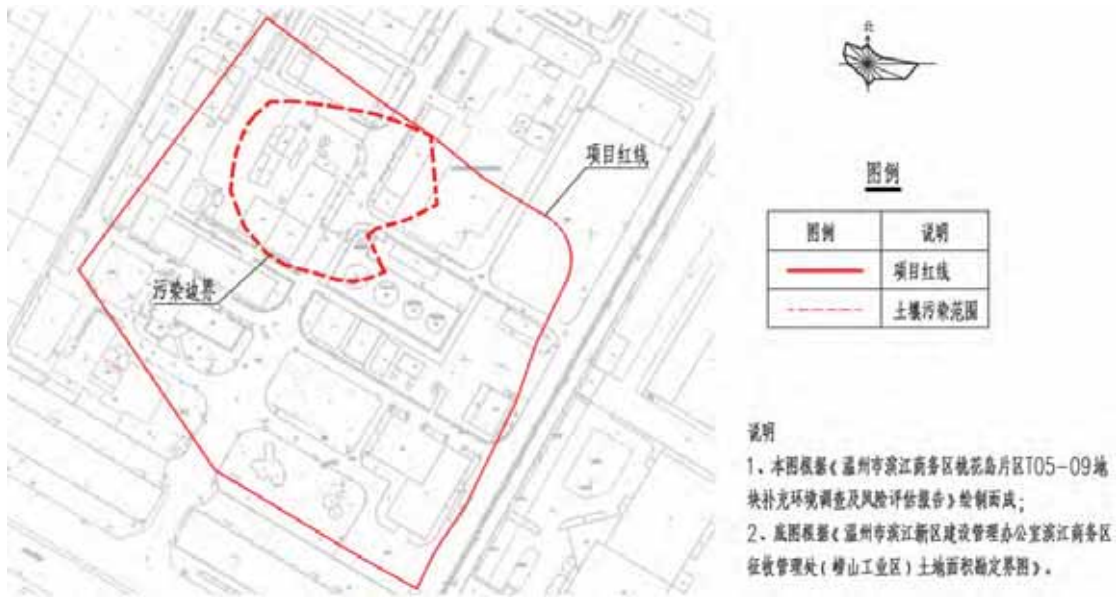 北
项目红线
污染边界
图例
图例 说明
项目红线
土壤污染范围
说明
1、本图根据《温州市滨江商务区桃花岛片区T05-09地
块补充环境调查及风险评估报告》绘制而成；
2、底图根据《温州市滨江新区建设管理办公室滨江商务区
征收管理处（嶆山工业区）土地面积勘定界图》。